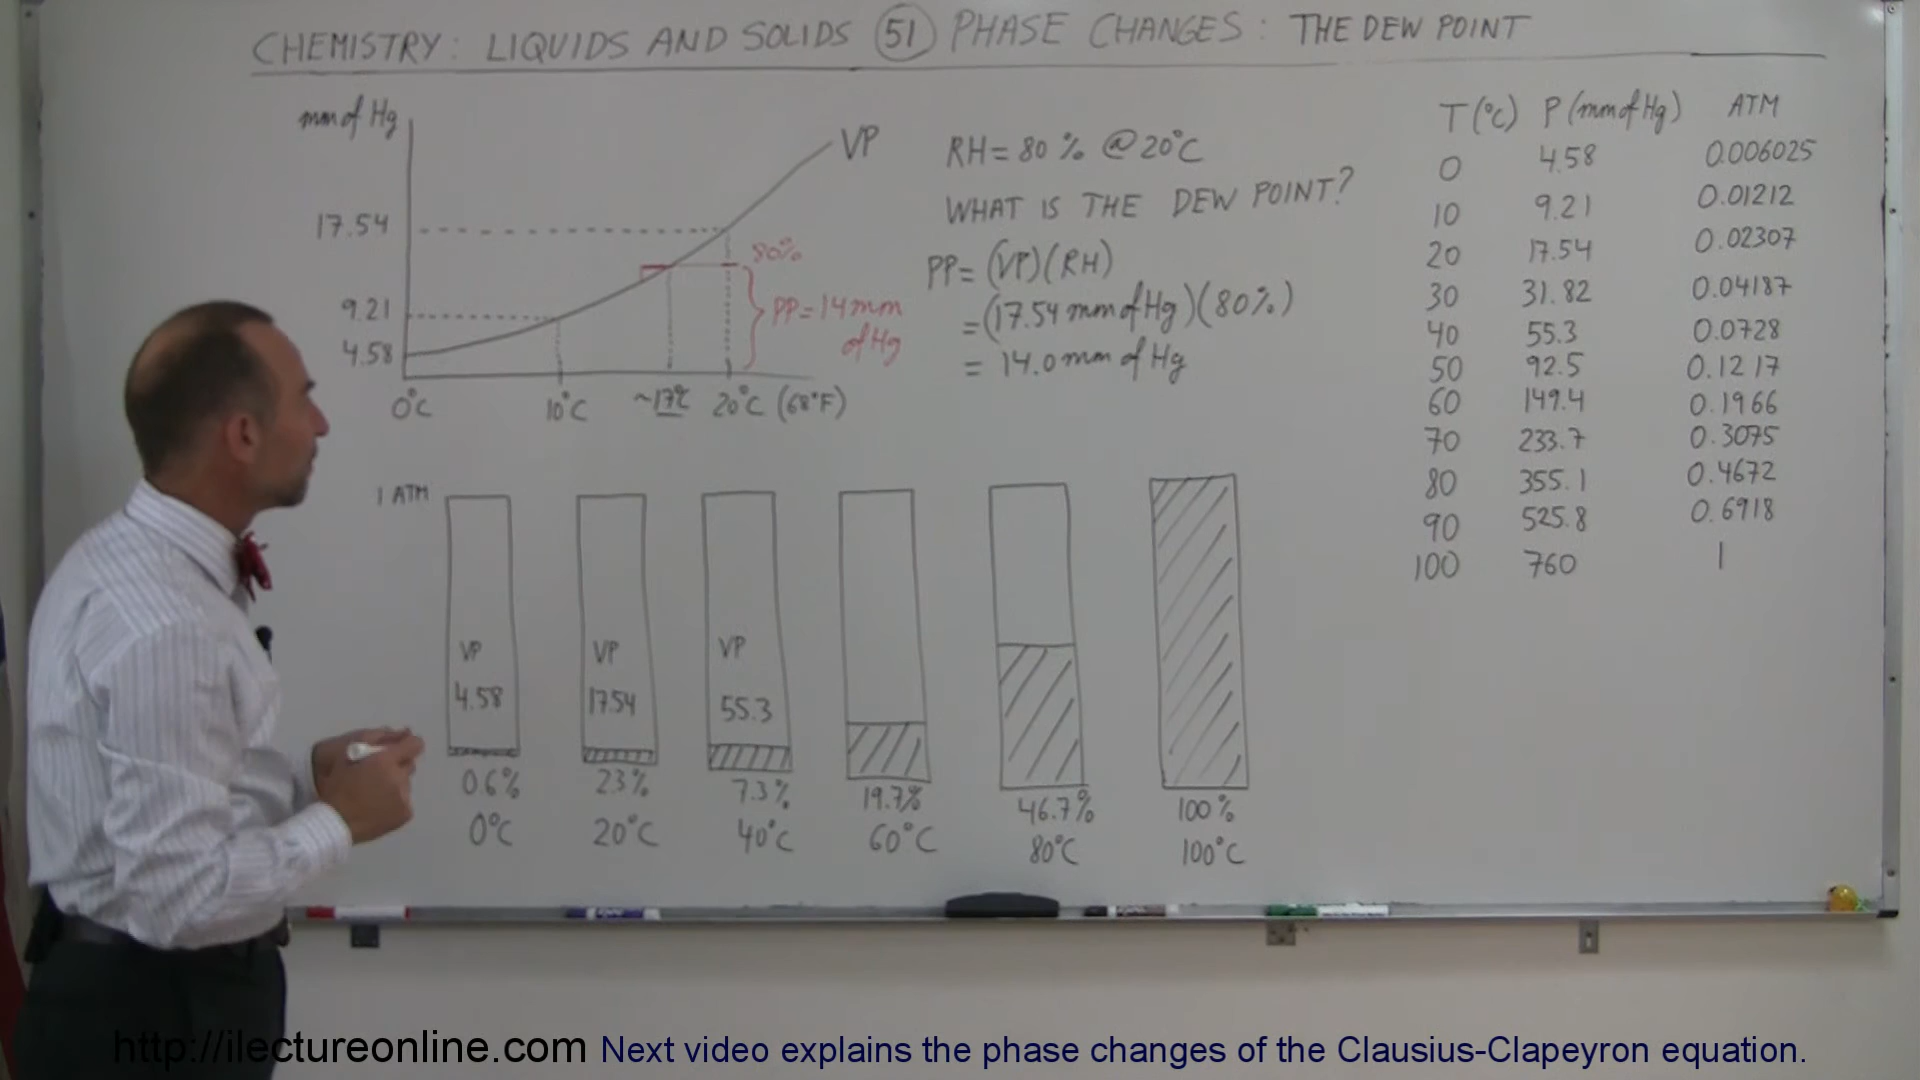 CHEMISTRY: LIQUIDS AND SOLIDS 51 PHASE CHANGES: THE DEW POINT
mm of Hg
VP
17.54
80%
9.21
PP=14mm
of Hg
4.58
0°C 10°C ~17°C 20°C (68°F)
RH=80% @20°C
WHAT IS THE DEW POINT?
PP=(VP)(RH)
=(17.54 mm of Hg)(80%)
= 14.0 mm of Hg
T(°C) P(mm of Hg) ATM
0 4.58 0.006025
10 9.21 0.01212
20 17.54 0.02307
30 31.82 0.04187
40 55.3 0.0728
50 92.5 0.1217
60 149.4 0.1966
70 233.7 0.3075
80 355.1 0.4672
90 525.8 0.6918
100 760 1
1 ATM
VP VP VP
4.58 17.54 55.3
0.6% 23% 7.3% 19.7% 46.7% 100%
0°C 20°C 40°C 60°C 80°C 100°C
http://ilectureonline.com Next video explains the phase changes of the Clausius-Clapeyron equation.